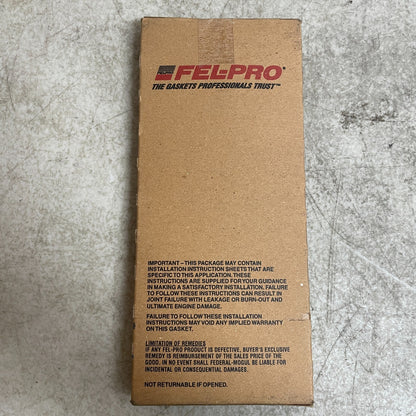 FEL-PRO®
THE GASKETS PROFESSIONALS TRUST™
IMPORTANT – THIS PACKAGE MAY CONTAIN
INSTALLATION INSTRUCTION SHEETS THAT ARE
SPECIFIC TO THIS APPLICATION. THESE
INSTRUCTIONS ARE SUPPLIED FOR YOUR GUIDANCE
IN MAKING A SATISFACTORY INSTALLATION. FAILURE
TO FOLLOW THESE INSTRUCTIONS CAN RESULT IN
JOINT FAILURE WITH LEAKAGE OR BURN-OUT AND
ULTIMATE ENGINE DAMAGE.
FAILURE TO FOLLOW THESE INSTALLATION
INSTRUCTIONS MAY VOID ANY IMPLIED WARRANTY
ON THIS GASKET.
LIMITATION OF REMEDIES
IF ANY FEL-PRO PRODUCT IS DEFECTIVE, BUYER'S EXCLUSIVE
REMEDY IS REIMBURSEMENT OF THE SALES PRICE OF THE
GOOD. IN NO EVENT SHALL FEDERAL-MOGUL BE LIABLE FOR
INCIDENTAL OR CONSEQUENTIAL DAMAGES.
NOT RETURNABLE IF OPENED.